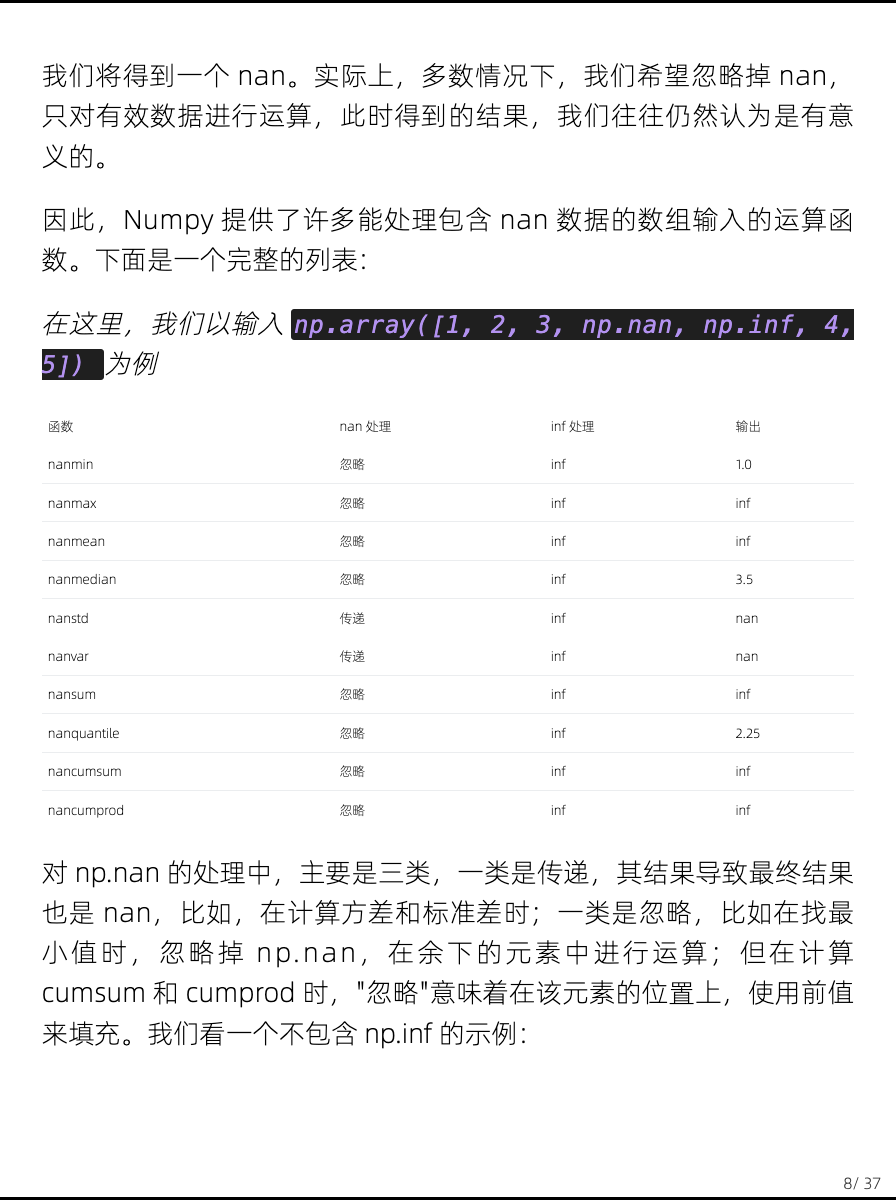 我们将得到一个 nan。实际上，多数情况下，我们希望忽略掉 nan，
只对有效数据进行运算，此时得到的结果，我们往往仍然认为是有意
义的。
因此，Numpy 提供了许多能处理包含 nan 数据的数组输入的运算函
数。下面是一个完整的列表：
在这里，我们以输入 np.array([1, 2, 3, np.nan, np.inf, 4,
5]) 为例
函数 nan 处理 inf 处理 输出
nanmin 忽略 inf 1.0
nanmax 忽略 inf inf
nanmean 忽略 inf inf
nanmedian 忽略 inf 3.5
nanstd 传递 inf nan
nanvar 传递 inf nan
nansum 忽略 inf inf
nanquantile 忽略 inf 2.25
nancumsum 忽略 inf inf
nancumprod 忽略 inf inf
对 np.nan 的处理中，主要是三类，一类是传递，其结果导致最终结果
也是 nan，比如，在计算方差和标准差时；一类是忽略，比如在找最
小值时，忽略掉 np.nan，在余下的元素中进行运算；但在计算
cumsum 和 cumprod 时，"忽略"意味着在该元素的位置上，使用前值
来填充。我们看一个不包含 np.inf 的示例：
8/ 37